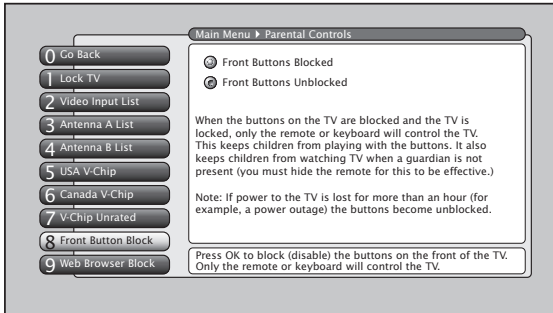 Main Menu ▶ Parental Controls
0 Go Back
1 Lock TV
2 Video Input List
3 Antenna A List
4 Antenna B List
5 USA V-Chip
6 Canada V-Chip
7 V-Chip Unrated
8 Front Button Block
9 Web Browser Block
Front Buttons Blocked
Front Buttons Unblocked
When the buttons on the TV are blocked and the TV is
locked, only the remote or keyboard will control the TV.
This keeps children from playing with the buttons. It also
keeps children from watching TV when a guardian is not
present (you must hide the remote for this to be effective.)
Note: If power to the TV is lost for more than an hour (for
example, a power outage) the buttons become unblocked.
Press OK to block (disable) the buttons on the front of the TV.
Only the remote or keyboard will control the TV.